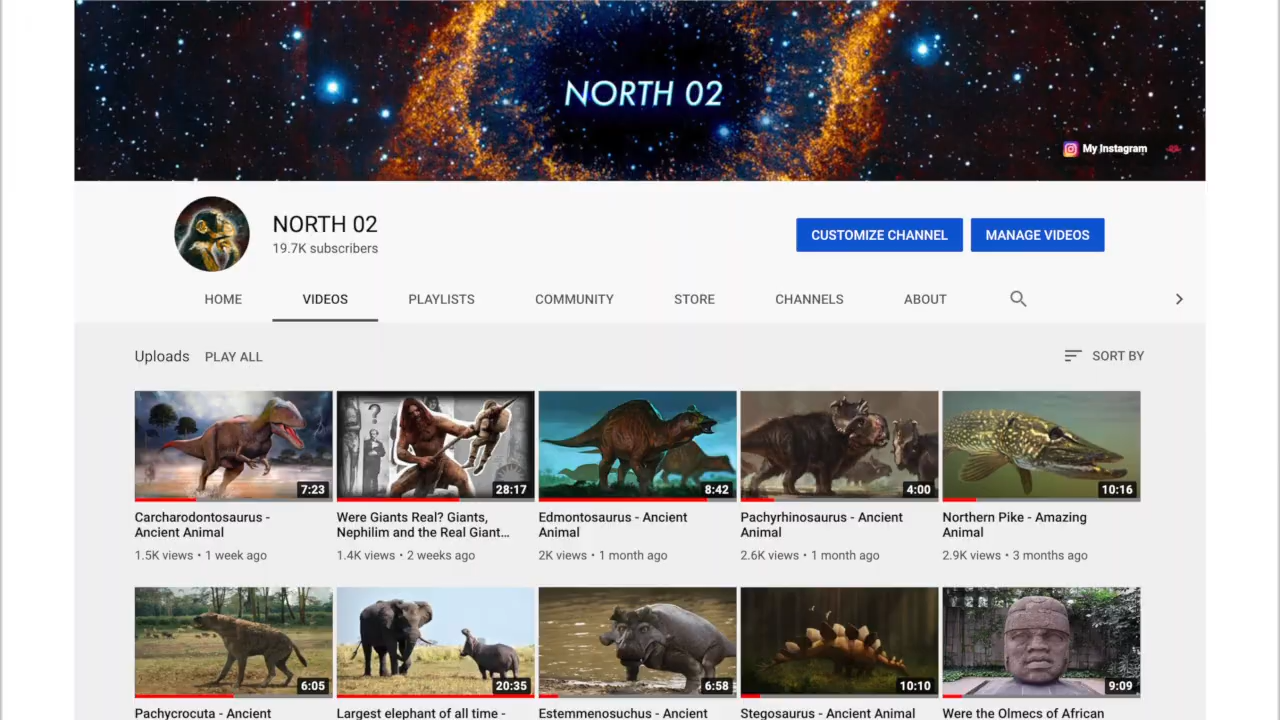 NORTH 02
My Instagram
NORTH 02
19.7K subscribers
CUSTOMIZE CHANNEL
MANAGE VIDEOS
HOME
VIDEOS
PLAYLISTS
COMMUNITY
STORE
CHANNELS
ABOUT
Uploads
PLAY ALL
SORT BY
7:23
28:17
8:42
4:00
10:16
Carcharodontosaurus -
Ancient Animal
1.5K views • 1 week ago
Were Giants Real? Giants,
Nephilim and the Real Giant...
1.4K views • 2 weeks ago
Edmontosaurus - Ancient
Animal
2K views • 1 month ago
Pachyrhinosaurus - Ancient
Animal
2.6K views • 1 month ago
Northern Pike - Amazing
Animal
2.9K views • 3 months ago
6:05
20:35
6:58
10:10
9:09
Pachycrocuta - Ancient
Largest elephant of all time -
Estemmenosuchus - Ancient
Stegosaurus - Ancient Animal
Were the Olmecs of African